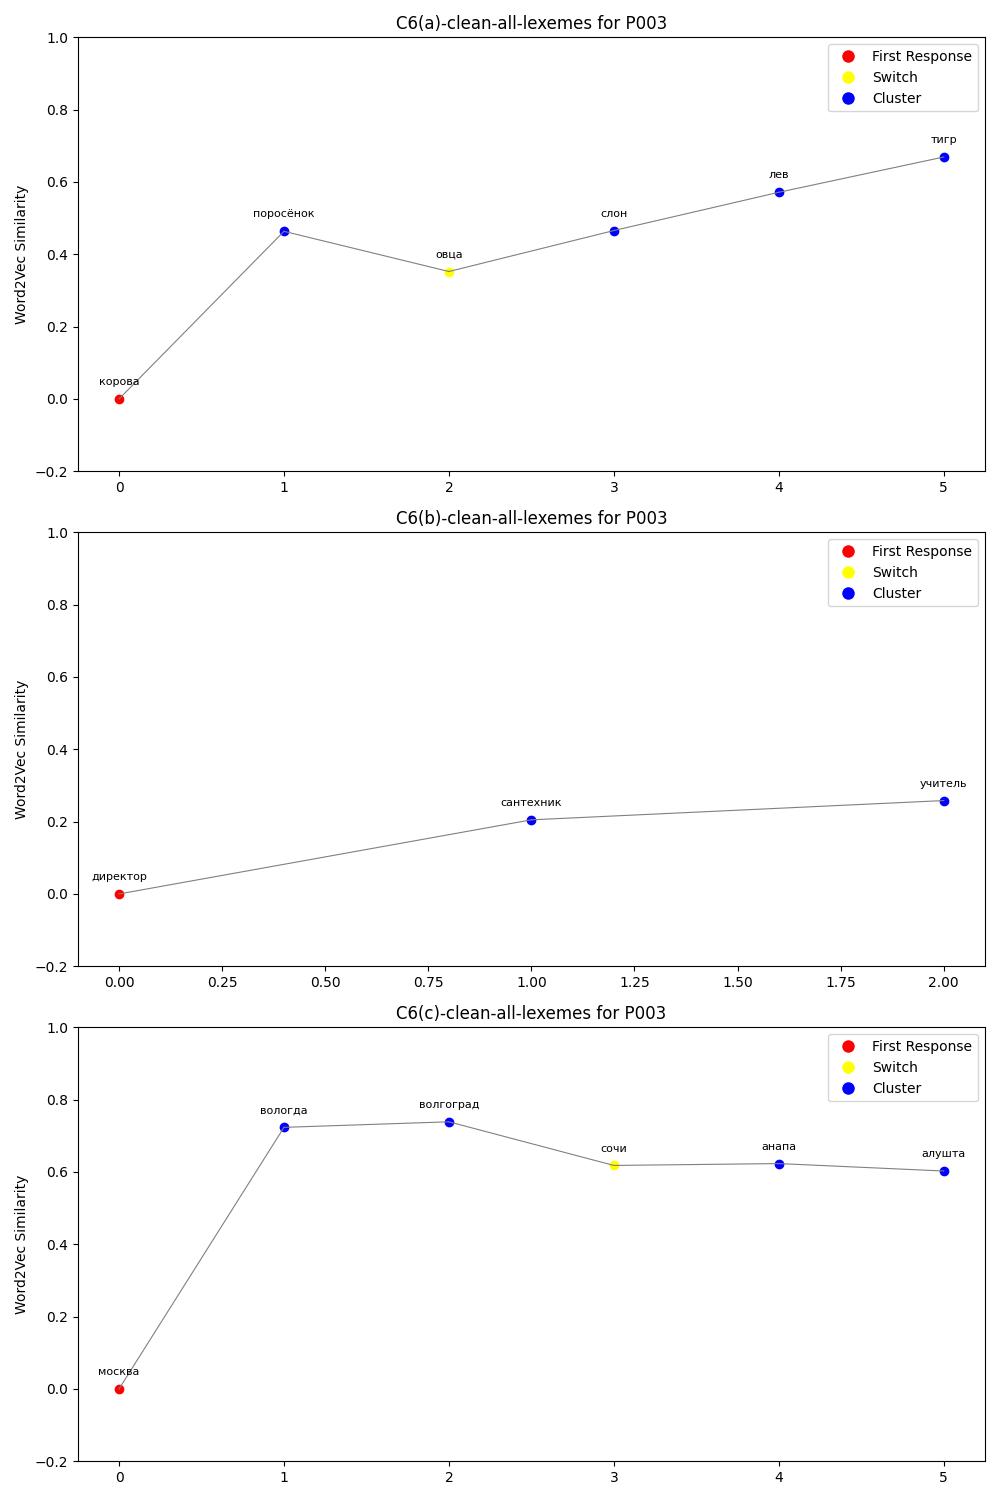 C6(a)-clean-all-lexemes for P003
1.0
0.8
0.6
0.4
0.2
0.0
−0.2
Word2Vec Similarity
First Response
Switch
Cluster
корова
поросёнок
овца
слон
лев
тигр
0 1 2 3 4 5
C6(b)-clean-all-lexemes for P003
1.0
0.8
0.6
0.4
0.2
0.0
−0.2
Word2Vec Similarity
First Response
Switch
Cluster
директор
сантехник
учитель
0.00 0.25 0.50 0.75 1.00 1.25 1.50 1.75 2.00
C6(c)-clean-all-lexemes for P003
1.0
0.8
0.6
0.4
0.2
0.0
−0.2
Word2Vec Similarity
First Response
Switch
Cluster
москва
вологда
волгоград
сочи
анапа
алушта
0 1 2 3 4 5